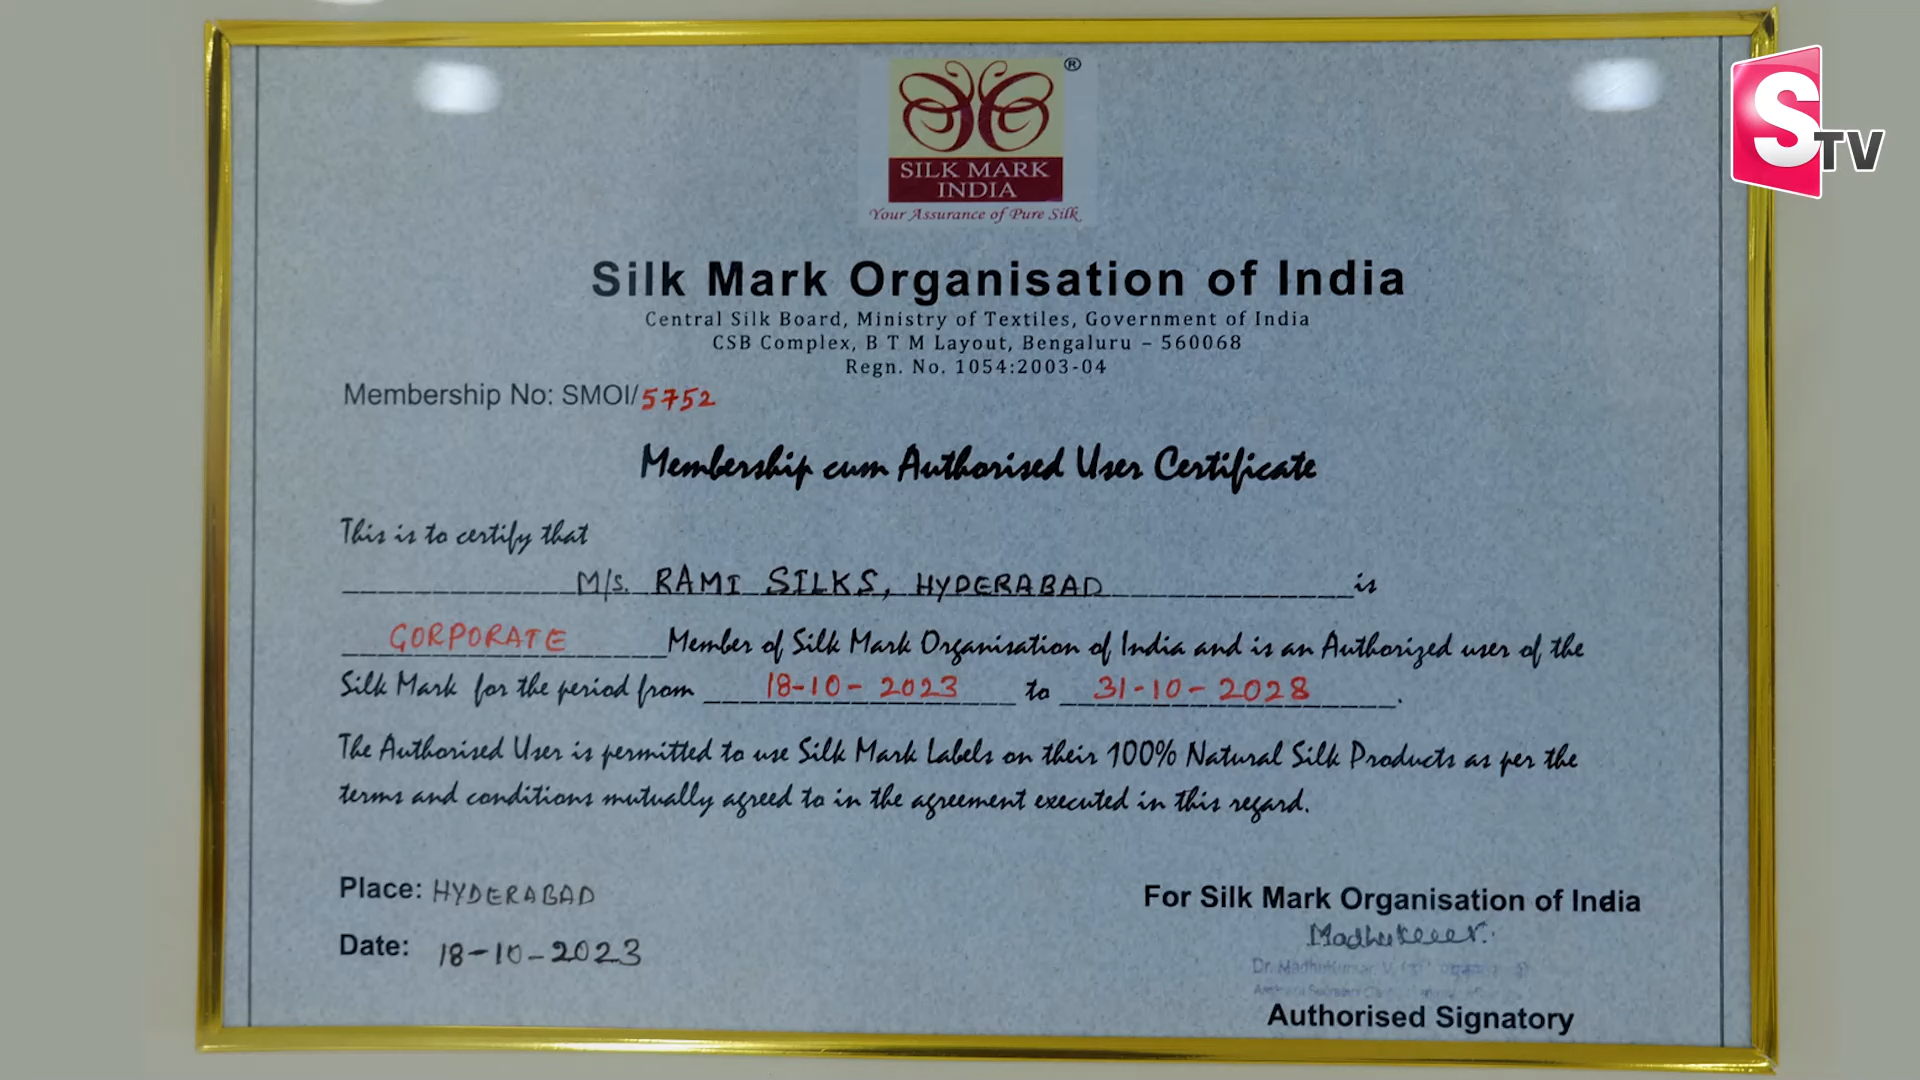 ®
SILK MARK
INDIA
Your Assurance of Pure Silk
S TV
Silk Mark Organisation of India
Central Silk Board, Ministry of Textiles, Government of India
CSB Complex, B T M Layout, Bengaluru – 560068
Regn. No. 1054:2003-04
Membership No: SMOI/5752
Membership cum Authorised User Certificate
This is to certify that
M/s. RAMI SILKS, HYDERABAD is
CORPORATE Member of Silk Mark Organisation of India and is an Authorized user of the
Silk Mark for the period from 18-10-2023 to 31-10-2028.
The Authorised User is permitted to use Silk Mark Labels on their 100% Natural Silk Products as per the
terms and conditions mutually agreed to in the agreement executed in this regard.
Place: HYDERABAD
Date: 18-10-2023
For Silk Mark Organisation of India
Dr. Madhukumar. V.
Authorised Signatory